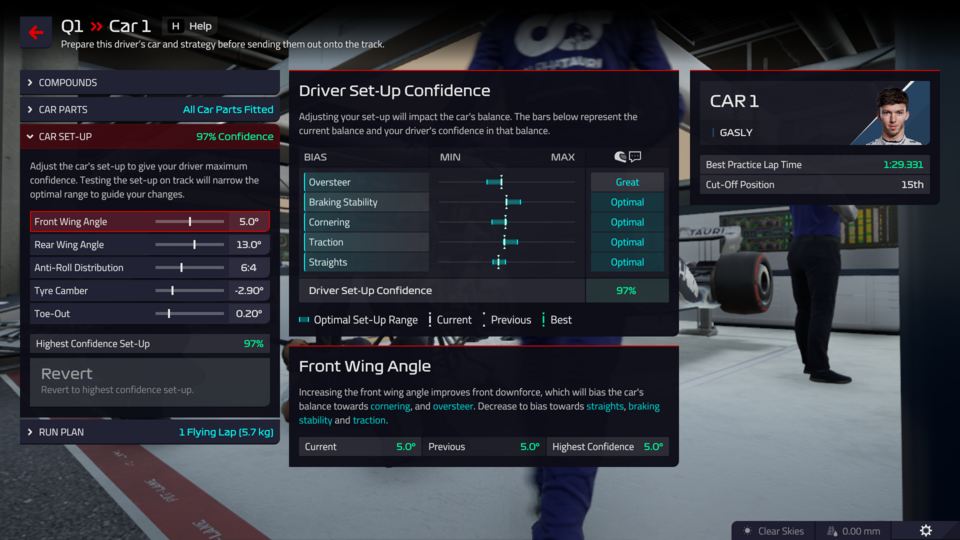 Q1 » Car 1 H Help
Prepare this driver's car and strategy before sending them out onto the track.
COMPOUNDS
CAR PARTS All Car Parts Fitted
CAR SET-UP 97% Confidence
Adjust the car's set-up to give your driver maximum
confidence. Testing the set-up on track will narrow the
optimal range to guide your changes.
Front Wing Angle 5.0°
Rear Wing Angle 13.0°
Anti-Roll Distribution 6:4
Tyre Camber -2.90°
Toe-Out 0.20°
Highest Confidence Set-Up 97%
Revert
Revert to highest confidence set-up.
RUN PLAN 1 Flying Lap (5.7 kg)
Driver Set-Up Confidence
Adjusting your set-up will impact the car's balance. The bars below represent the
current balance and your driver's confidence in that balance.
BIAS MIN MAX
Oversteer Great
Braking Stability Optimal
Cornering Optimal
Traction Optimal
Straights Optimal
Driver Set-Up Confidence 97%
Optimal Set-Up Range Current Previous Best
Front Wing Angle
Increasing the front wing angle improves front downforce, which will bias the car's
balance towards cornering, and oversteer. Decrease to bias towards straights, braking
stability and traction.
Current 5.0° Previous 5.0° Highest Confidence 5.0°
CAR 1
GASLY
Best Practice Lap Time 1:29.331
Cut-Off Position 15th
Clear Skies 0.00 mm
TAURI
PIT LANE